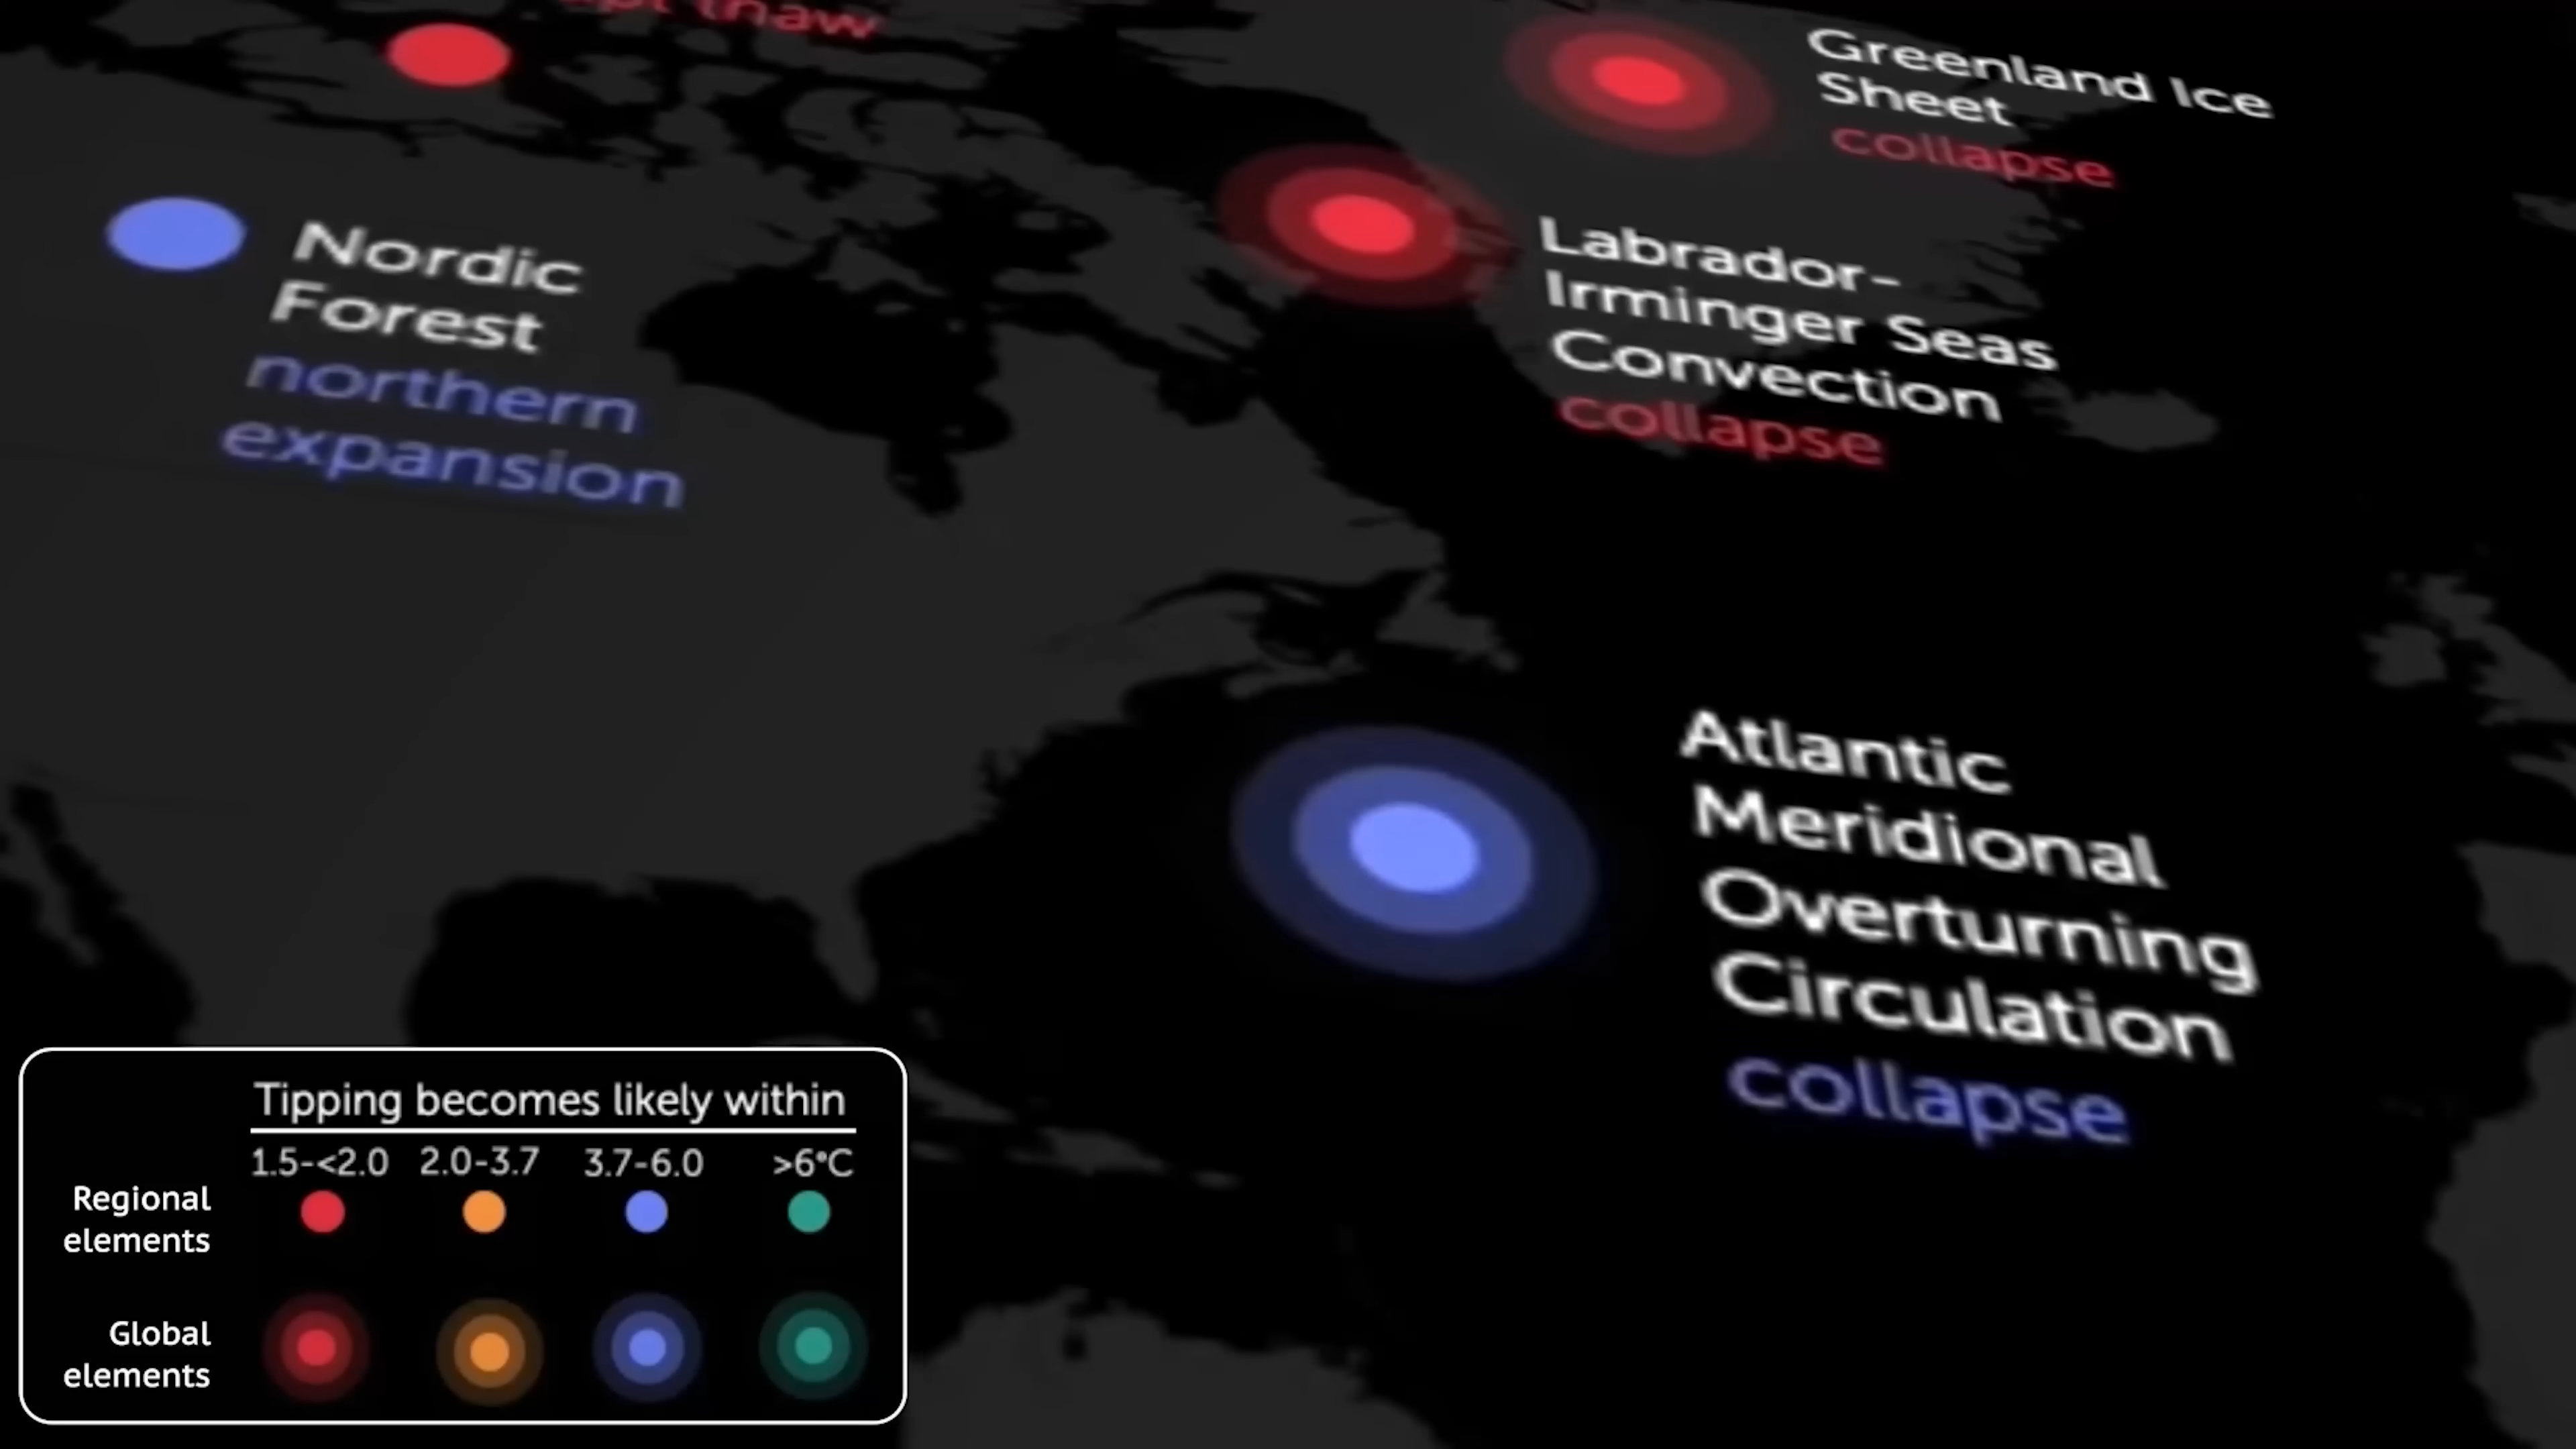 thaw
Greenland Ice
Sheet
collapse
Nordic
Forest
northern
expansion
Labrador-
Irminger Seas
Convection
collapse
Atlantic
Meridional
Overturning
Circulation
collapse
Tipping becomes likely within
1.5-<2.0 2.0-3.7 3.7-6.0 >6°C
Regional
elements
Global
elements